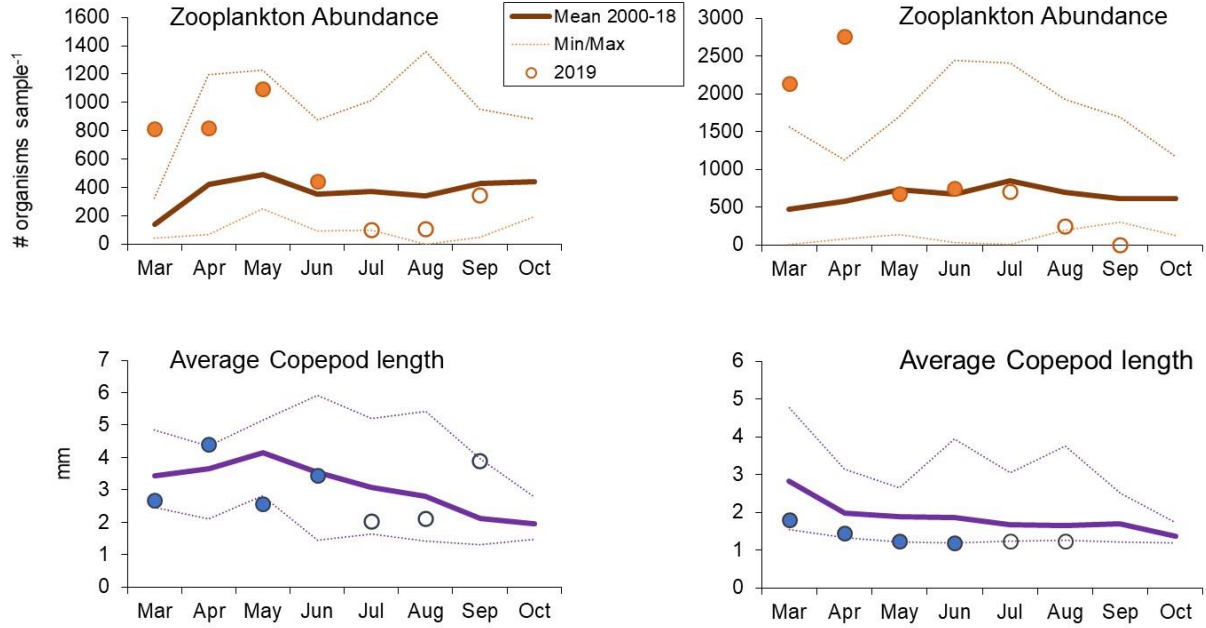 Zooplankton Abundance
Mean 2000-18
Min/Max
2019
# organisms sample⁻¹
1600
1400
1200
1000
800
600
400
200
0
Mar Apr May Jun Jul Aug Sep Oct
Zooplankton Abundance
3000
2500
2000
1500
1000
500
0
Mar Apr May Jun Jul Aug Sep Oct
Average Copepod length
mm
7
6
5
4
3
2
1
0
Mar Apr May Jun Jul Aug Sep Oct
Average Copepod length
6
5
4
3
2
1
0
Mar Apr May Jun Jul Aug Sep Oct